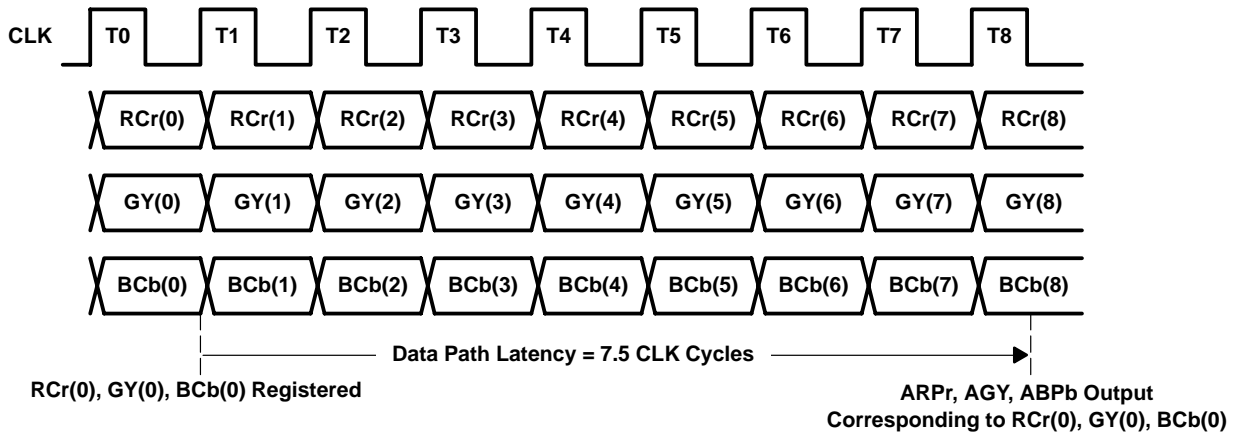 CLK T0 T1 T2 T3 T4 T5 T6 T7 T8
RCr(0) RCr(1) RCr(2) RCr(3) RCr(4) RCr(5) RCr(6) RCr(7) RCr(8)
GY(0) GY(1) GY(2) GY(3) GY(4) GY(5) GY(6) GY(7) GY(8)
BCb(0) BCb(1) BCb(2) BCb(3) BCb(4) BCb(5) BCb(6) BCb(7) BCb(8)
Data Path Latency = 7.5 CLK Cycles
RCr(0), GY(0), BCb(0) Registered
ARPr, AGY, ABPb Output
Corresponding to RCr(0), GY(0), BCb(0)